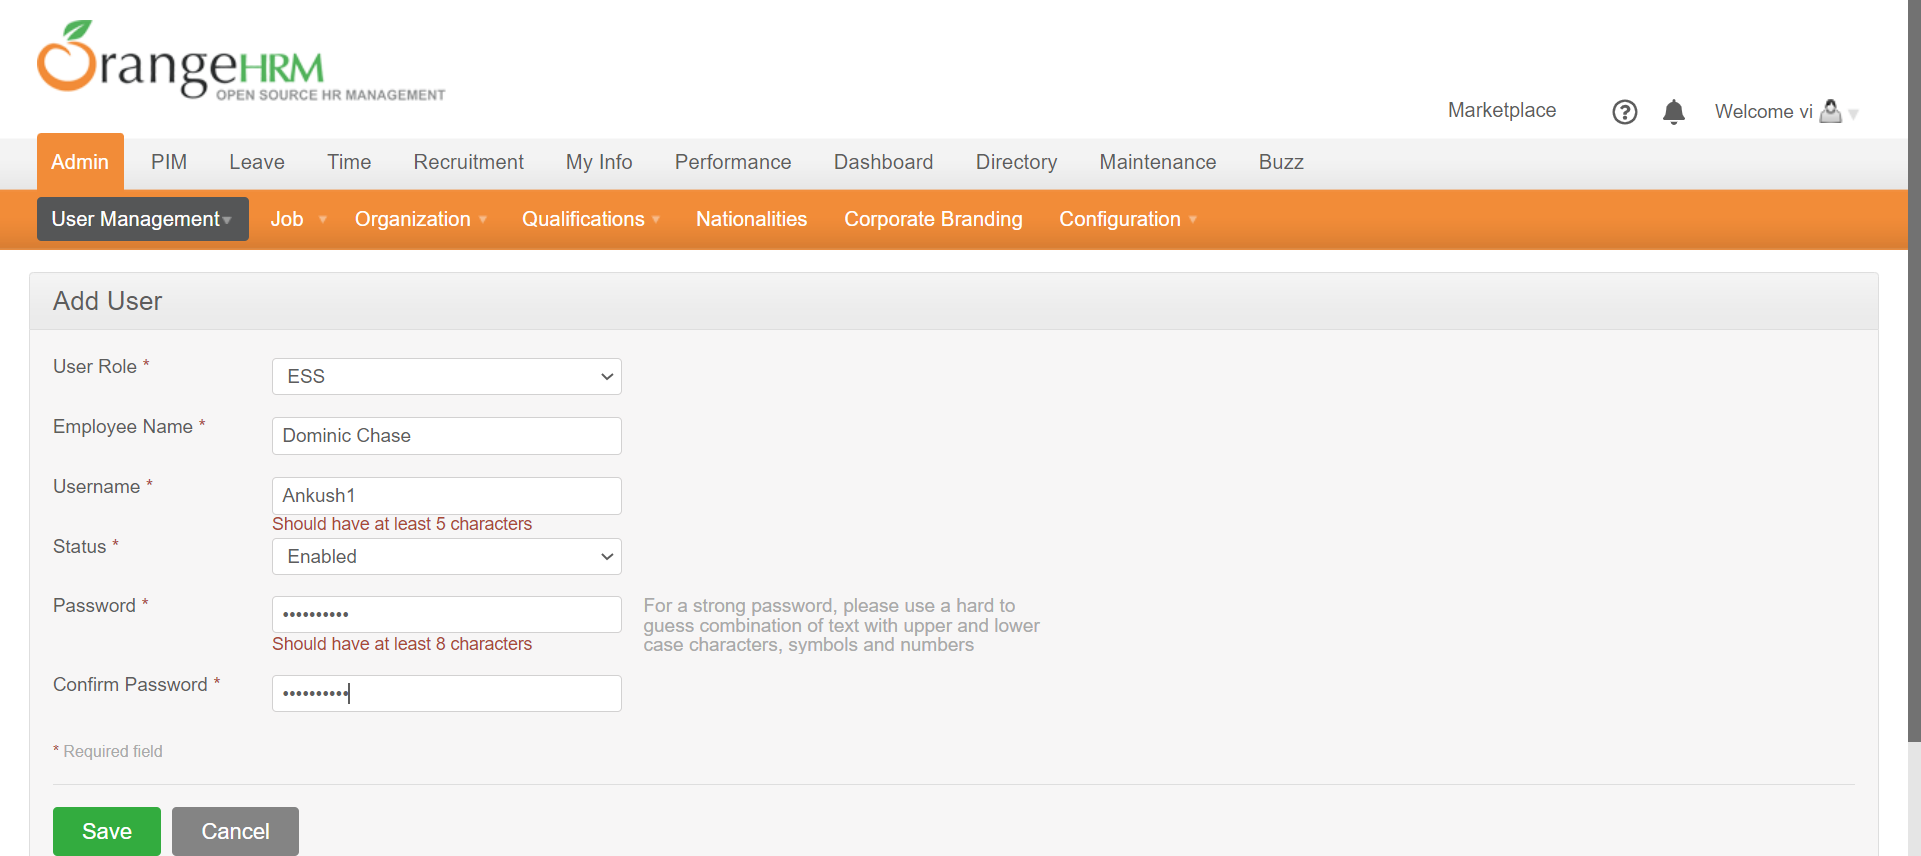 OrangeHRM
OPEN SOURCE HR MANAGEMENT
Marketplace ? Welcome vi
Admin PIM Leave Time Recruitment My Info Performance Dashboard Directory Maintenance Buzz
User Management Job Organization Qualifications Nationalities Corporate Branding Configuration
Add User
User Role * ESS
Employee Name * Dominic Chase
Username * Ankush1
Should have at least 5 characters
Status * Enabled
Password * ••••••••••
Should have at least 8 characters
For a strong password, please use a hard to
guess combination of text with upper and lower
case characters, symbols and numbers
Confirm Password * ••••••••••
* Required field
Save Cancel